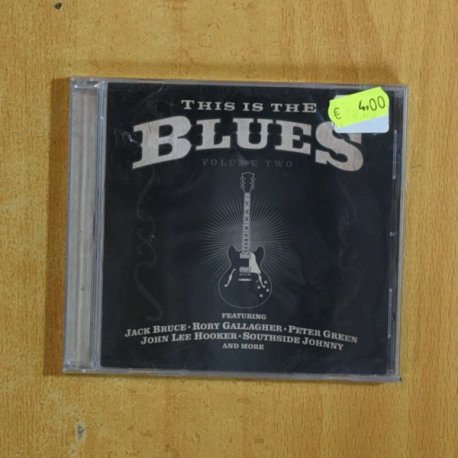 THIS IS THE
BLUES
VOLUME TWO
€ 4,00
FEATURING
JACK BRUCE · RORY GALLAGHER · PETER GREEN
JOHN LEE HOOKER · SOUTHSIDE JOHNNY
AND MORE